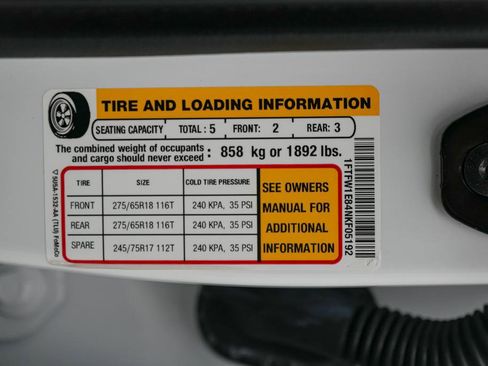 TIRE AND LOADING INFORMATION
SEATING CAPACITY TOTAL : 5 FRONT: 2 REAR: 3
The combined weight of occupants and cargo should never exceed : 858 kg or 1892 lbs.
TIRE SIZE COLD TIRE PRESSURE
FRONT 275/65R18 116T 240 KPA, 35 PSI
REAR 275/65R18 116T 240 KPA, 35 PSI
SPARE 245/75R17 112T 240 KPA, 35 PSI
SEE OWNERS
MANUAL FOR
ADDITIONAL
INFORMATION
1FTFW1E84NKF05192